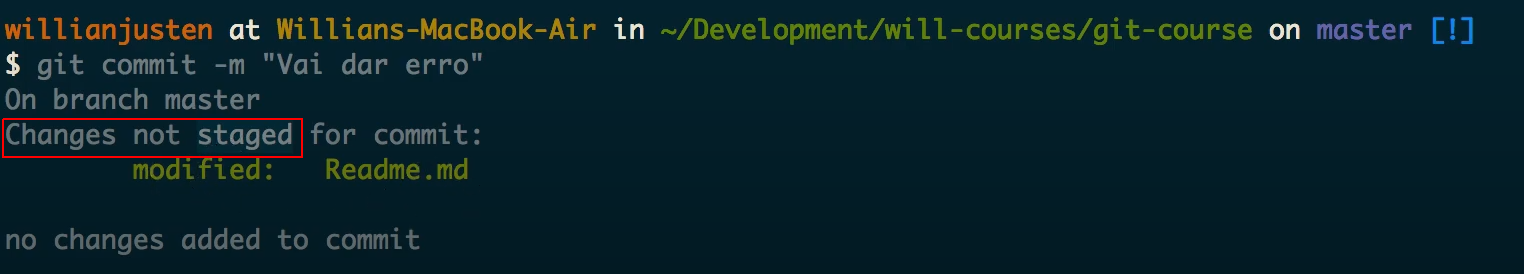 willianjusten at Willians-MacBook-Air in ~/Development/will-courses/git-course on master [!]
$ git commit -m "Vai dar erro"
On branch master
Changes not staged for commit:
modified: Readme.md
no changes added to commit